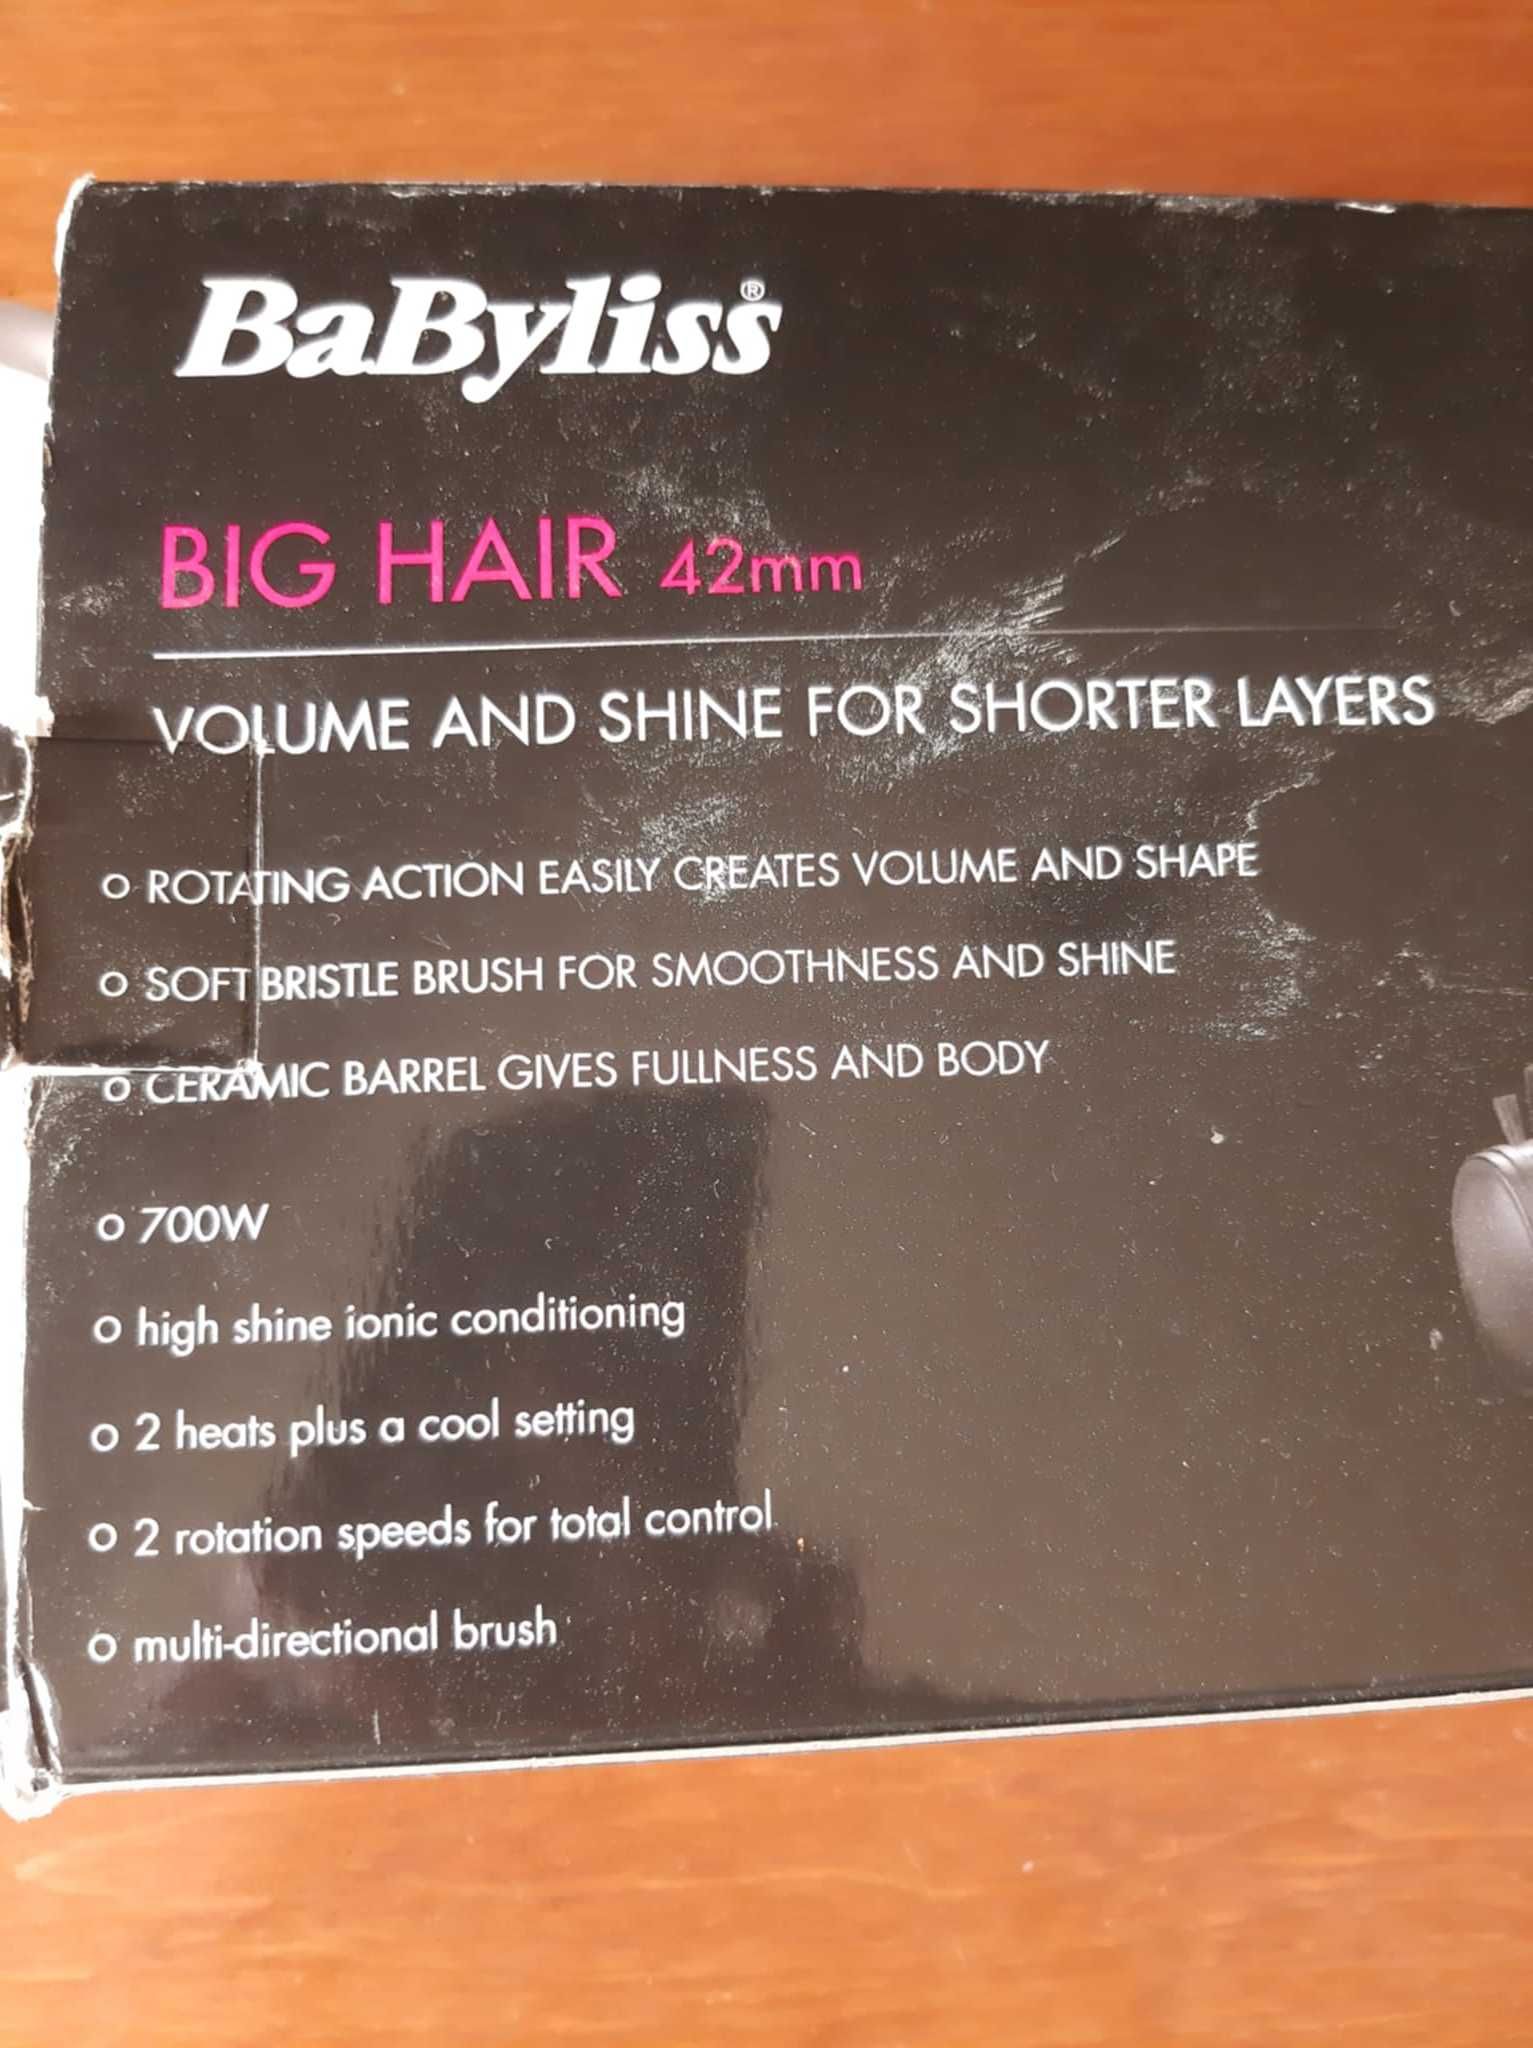 BaByliss®
BIG HAIR 42mm
VOLUME AND SHINE FOR SHORTER LAYERS
○ ROTATING ACTION EASILY CREATES VOLUME AND SHAPE
○ SOFT BRISTLE BRUSH FOR SMOOTHNESS AND SHINE
○ CERAMIC BARREL GIVES FULLNESS AND BODY
○ 700W
○ high shine ionic conditioning
○ 2 heats plus a cool setting
○ 2 rotation speeds for total control
○ multi-directional brush